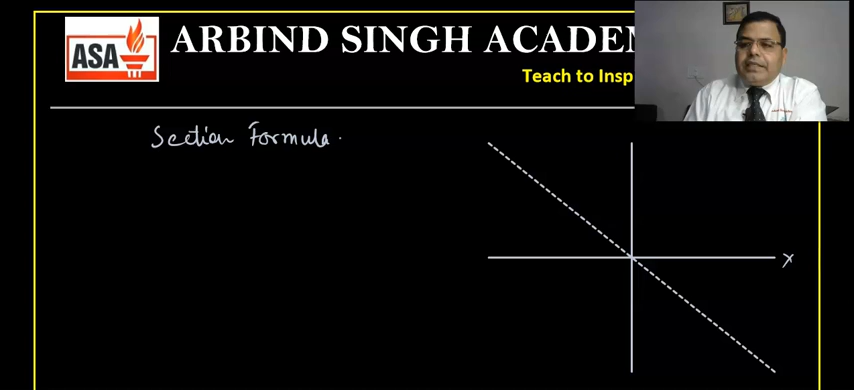 ASA
ARBIND SINGH ACADEM
Teach to Insp
Section Formula.
X